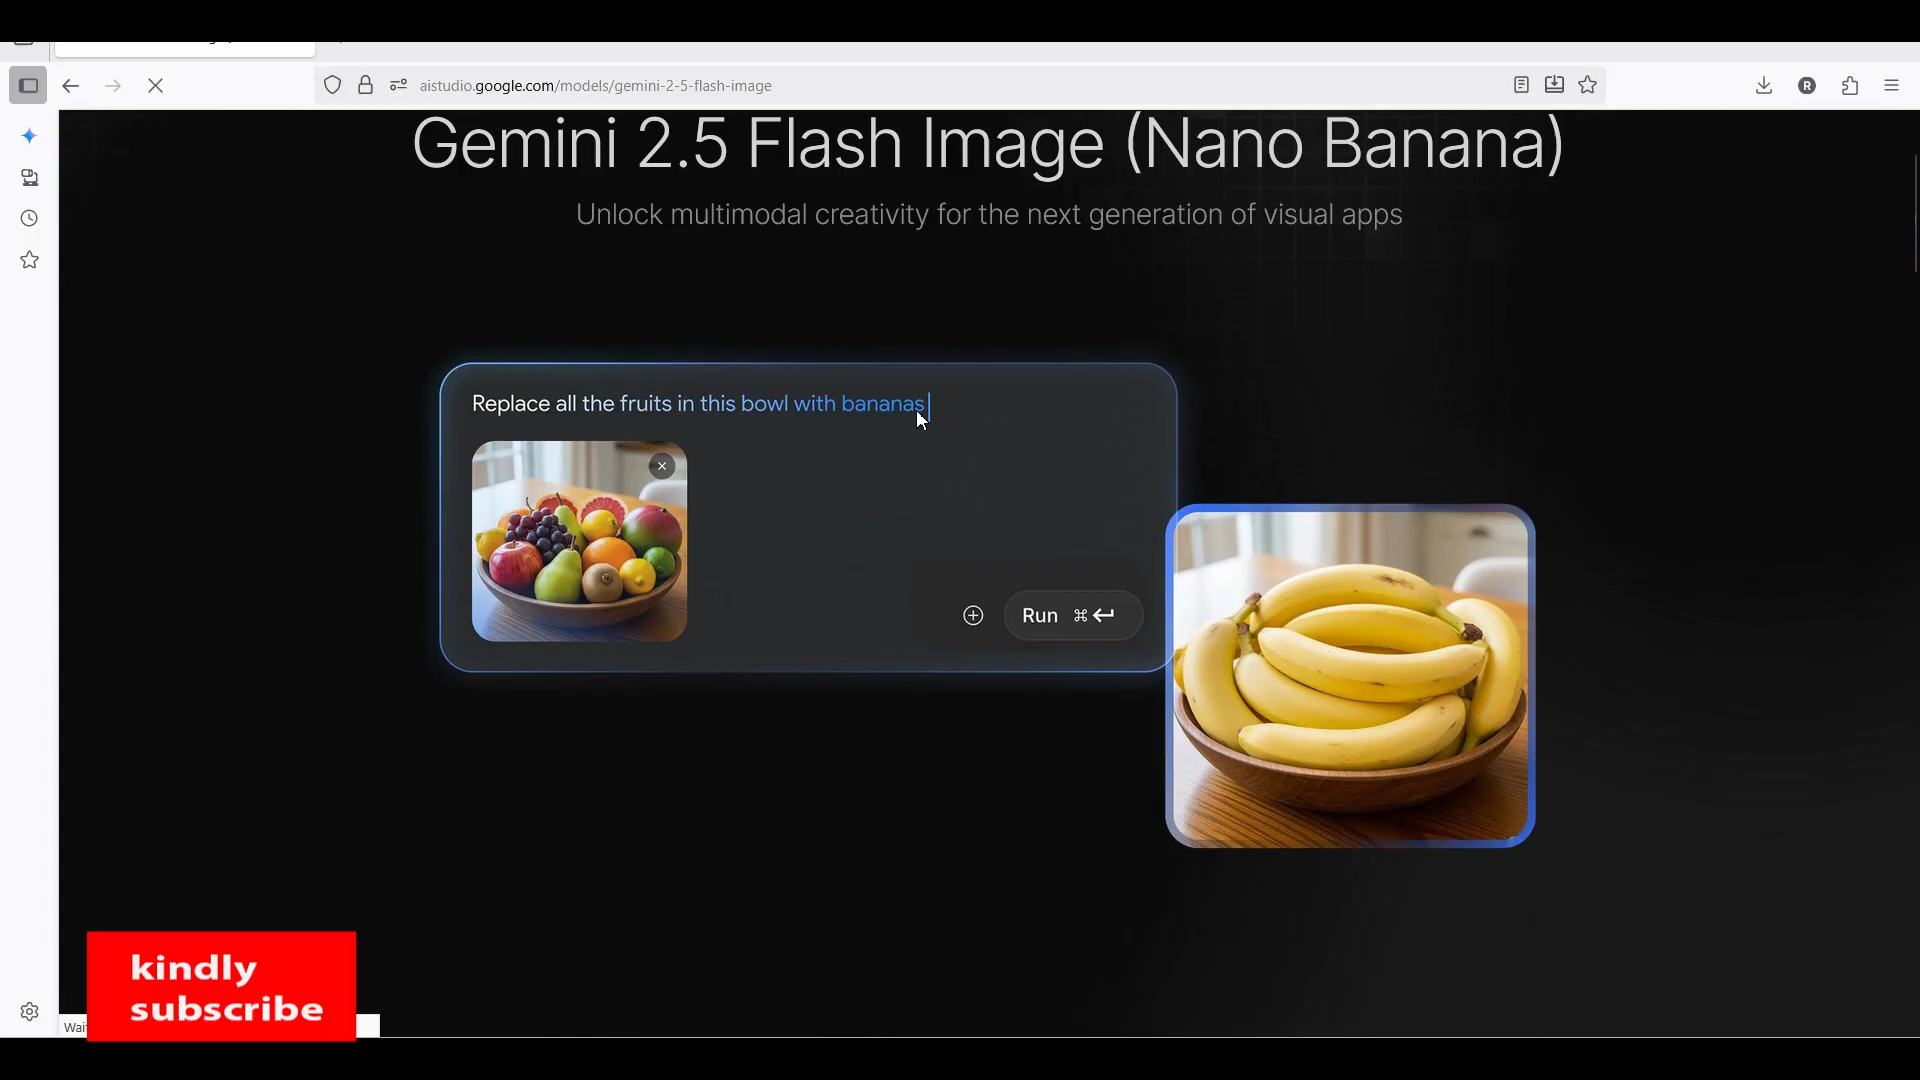 aistudio.google.com/models/gemini-2-5-flash-image
R
Gemini 2.5 Flash Image (Nano Banana)
Unlock multimodal creativity for the next generation of visual apps
Replace all the fruits in this bowl with bananas
Run ⌘ ↵
kindly
subscribe
Wai